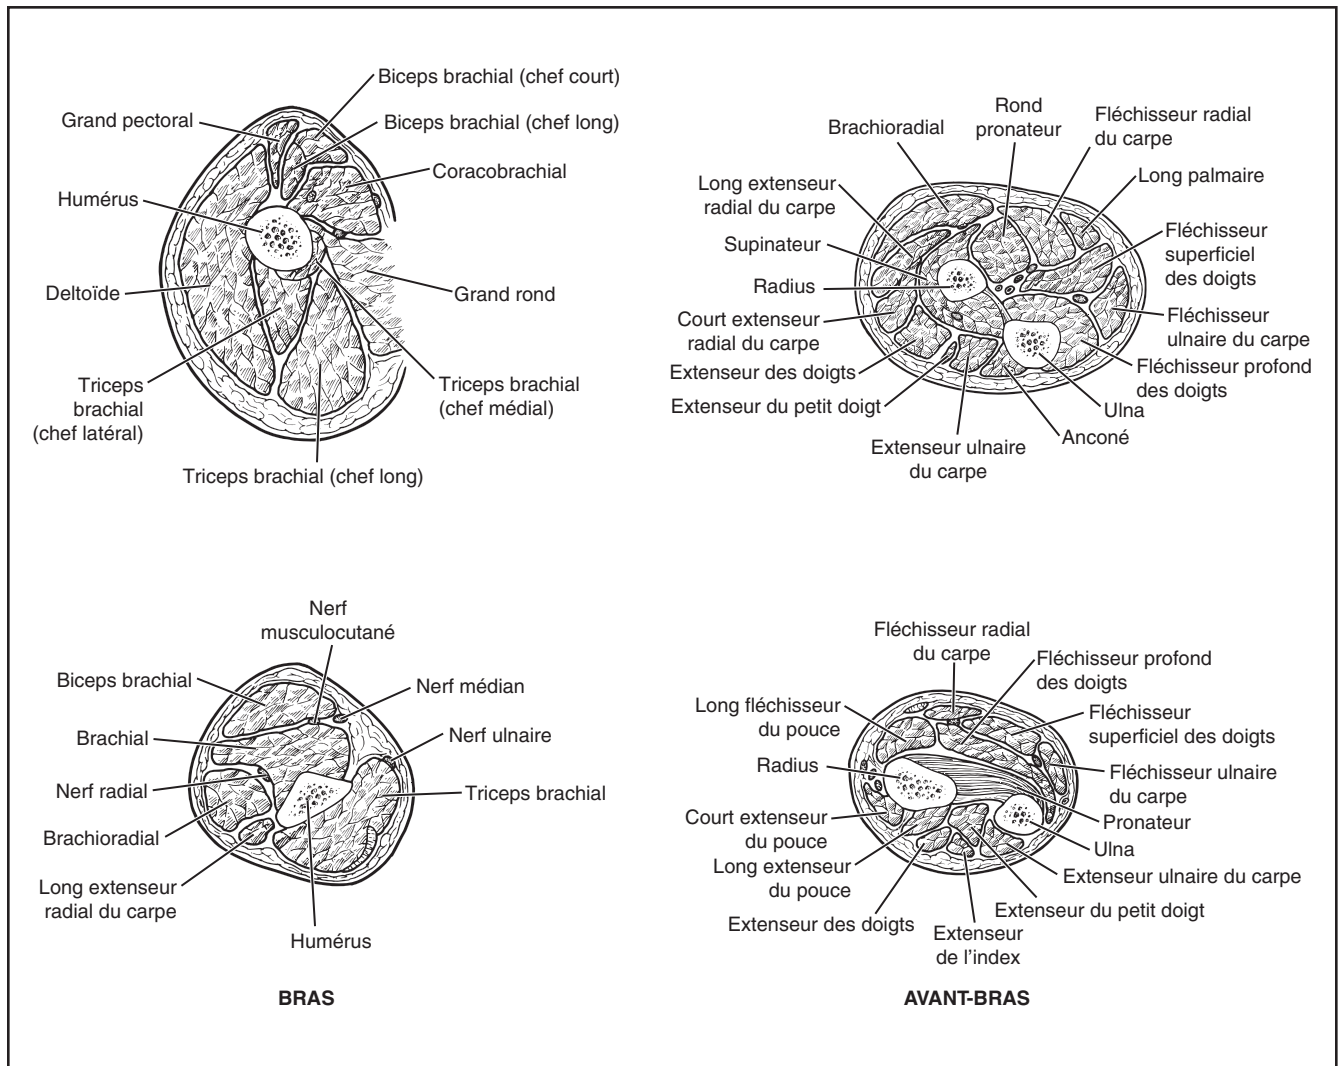 Biceps brachial (chef court)
Grand pectoral
Biceps brachial (chef long)
Coracobrachial
Humérus
Deltoïde
Grand rond
Triceps
brachial
(chef latéral)
Triceps brachial
(chef médial)
Triceps brachial (chef long)
Rond
pronateur
Fléchisseur radial
du carpe
Brachioradial
Long palmaire
Long extenseur
radial du carpe
Fléchisseur
superficiel
des doigts
Supinateur
Radius
Court extenseur
radial du carpe
Fléchisseur
ulnaire du carpe
Extenseur des doigts
Fléchisseur profond
des doigts
Extenseur du petit doigt
Ulna
Anconé
Extenseur ulnaire
du carpe
Nerf
musculocutané
Biceps brachial
Nerf médian
Brachial
Nerf ulnaire
Nerf radial
Triceps brachial
Brachioradial
Long extenseur
radial du carpe
Humérus
BRAS
Fléchisseur radial
du carpe
Fléchisseur profond
des doigts
Long fléchisseur
du pouce
Fléchisseur
superficiel des doigts
Radius
Fléchisseur ulnaire
du carpe
Court extenseur
du pouce
Pronateur
Ulna
Long extenseur
du pouce
Extenseur ulnaire du carpe
Extenseur du petit doigt
Extenseur des doigts
Extenseur
de l'index
AVANT-BRAS